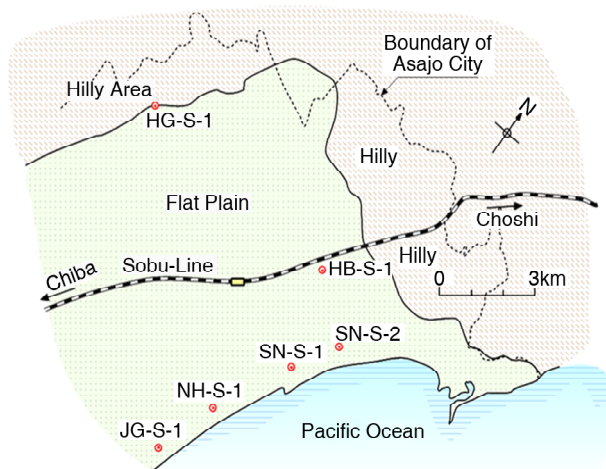 Boundary of
Asajo City
Hilly Area
N
HG-S-1
Hilly
Flat Plain
Choshi
Hilly
Sobu-Line
HB-S-1
Chiba
0
3km
SN-S-2
SN-S-1
NH-S-1
JG-S-1
Pacific Ocean